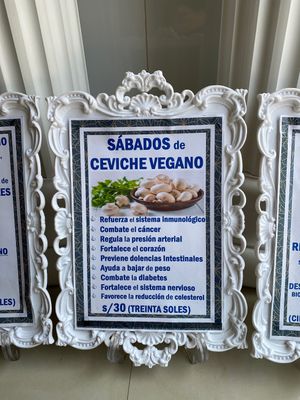 SÁBADOS de
CEVICHE VEGANO
Refuerza el sistema inmunológico
Combate el cáncer
Regula la presión arterial
Fortalece el corazón
Previene dolencias Intestinales
Ayuda a bajar de peso
Combate la diabetes
Fortalece el sistema nervioso
Favorece la reducción de colesterol
s/30 (TREINTA SOLES)